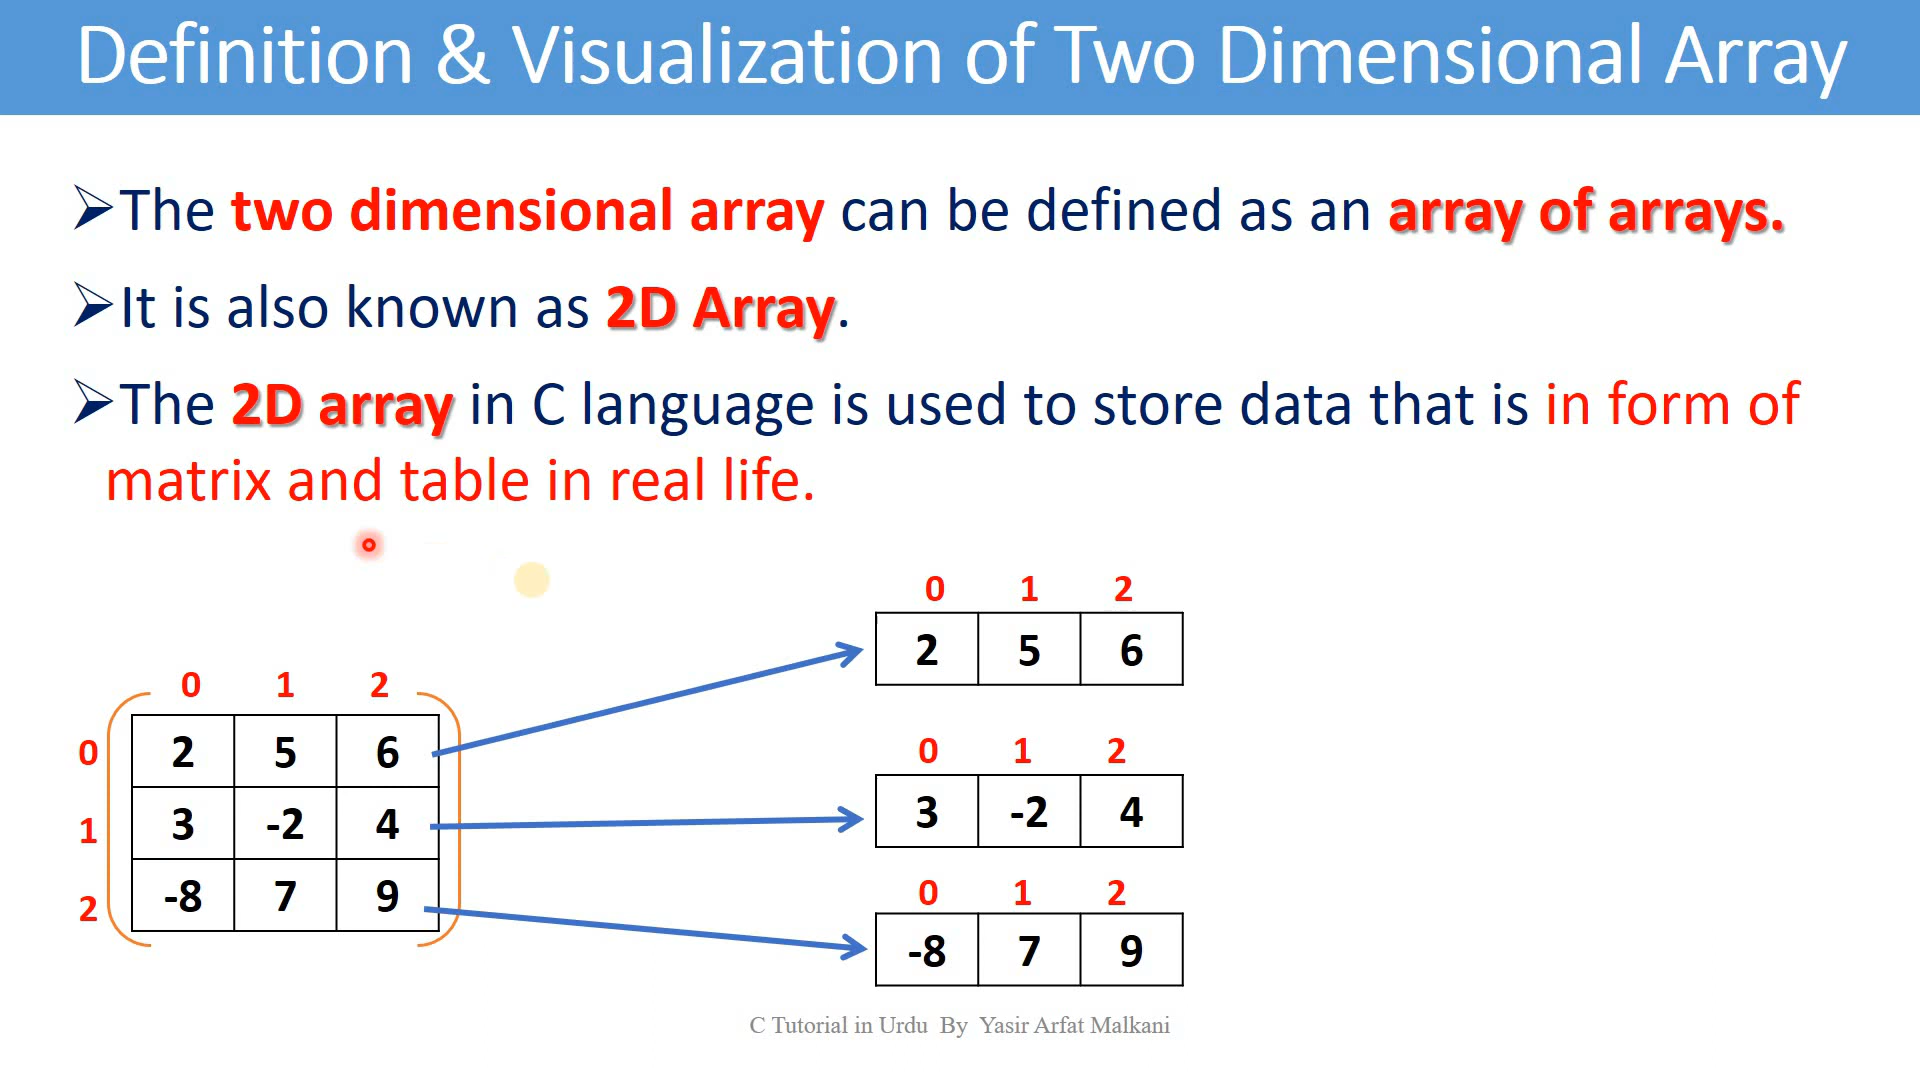 Definition & Visualization of Two Dimensional Array
➢The two dimensional array can be defined as an array of arrays.
➢It is also known as 2D Array.
➢The 2D array in C language is used to store data that is in form of
matrix and table in real life.
0 1 2
2 5 6
0 1 2
0 2 5 6
1 3 -2 4
2 -8 7 9
0 1 2
3 -2 4
0 1 2
-8 7 9
C Tutorial in Urdu By Yasir Arfat Malkani